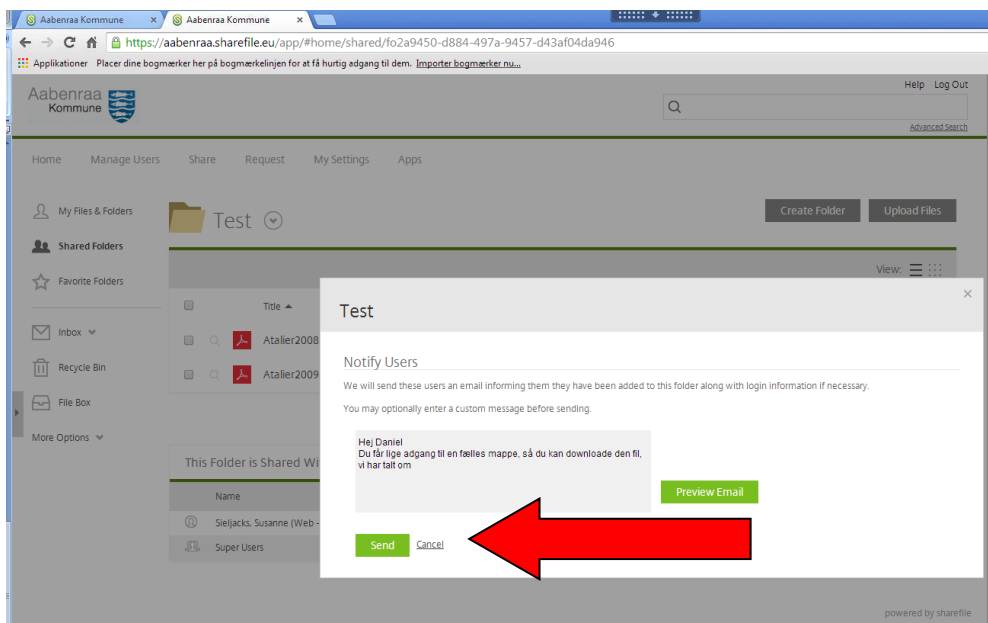 Aabenraa Kommune
Aabenraa Kommune
https://aabenraa.sharefile.eu/app/#home/shared/fo2a9450-d884-497a-9457-d43af04da946
Applikationer Placer dine bogmærker her på bogmærkelinjen for at få hurtig adgang til dem. Importer bogmærker nu...
Help Log Out
Aabenraa
Kommune
Advanced Search
Home Manage Users Share Request My Settings Apps
My Files & Folders
Shared Folders
Favorite Folders
Inbox
Recycle Bin
File Box
More Options
Test
Create Folder Upload Files
View:
Title
Atalier2008
Atalier2009
This Folder is Shared Wi
Name
Sieljacks. Susanne (Web -
Super Users
Test
Notify Users
We will send these users an email informing them they have been added to this folder along with login information if necessary.
You may optionally enter a custom message before sending.
Hej Daniel
Du får lige adgang til en fælles mappe, så du kan downloade den fil,
vi har talt om
Preview Email
Send Cancel
powered by sharefile